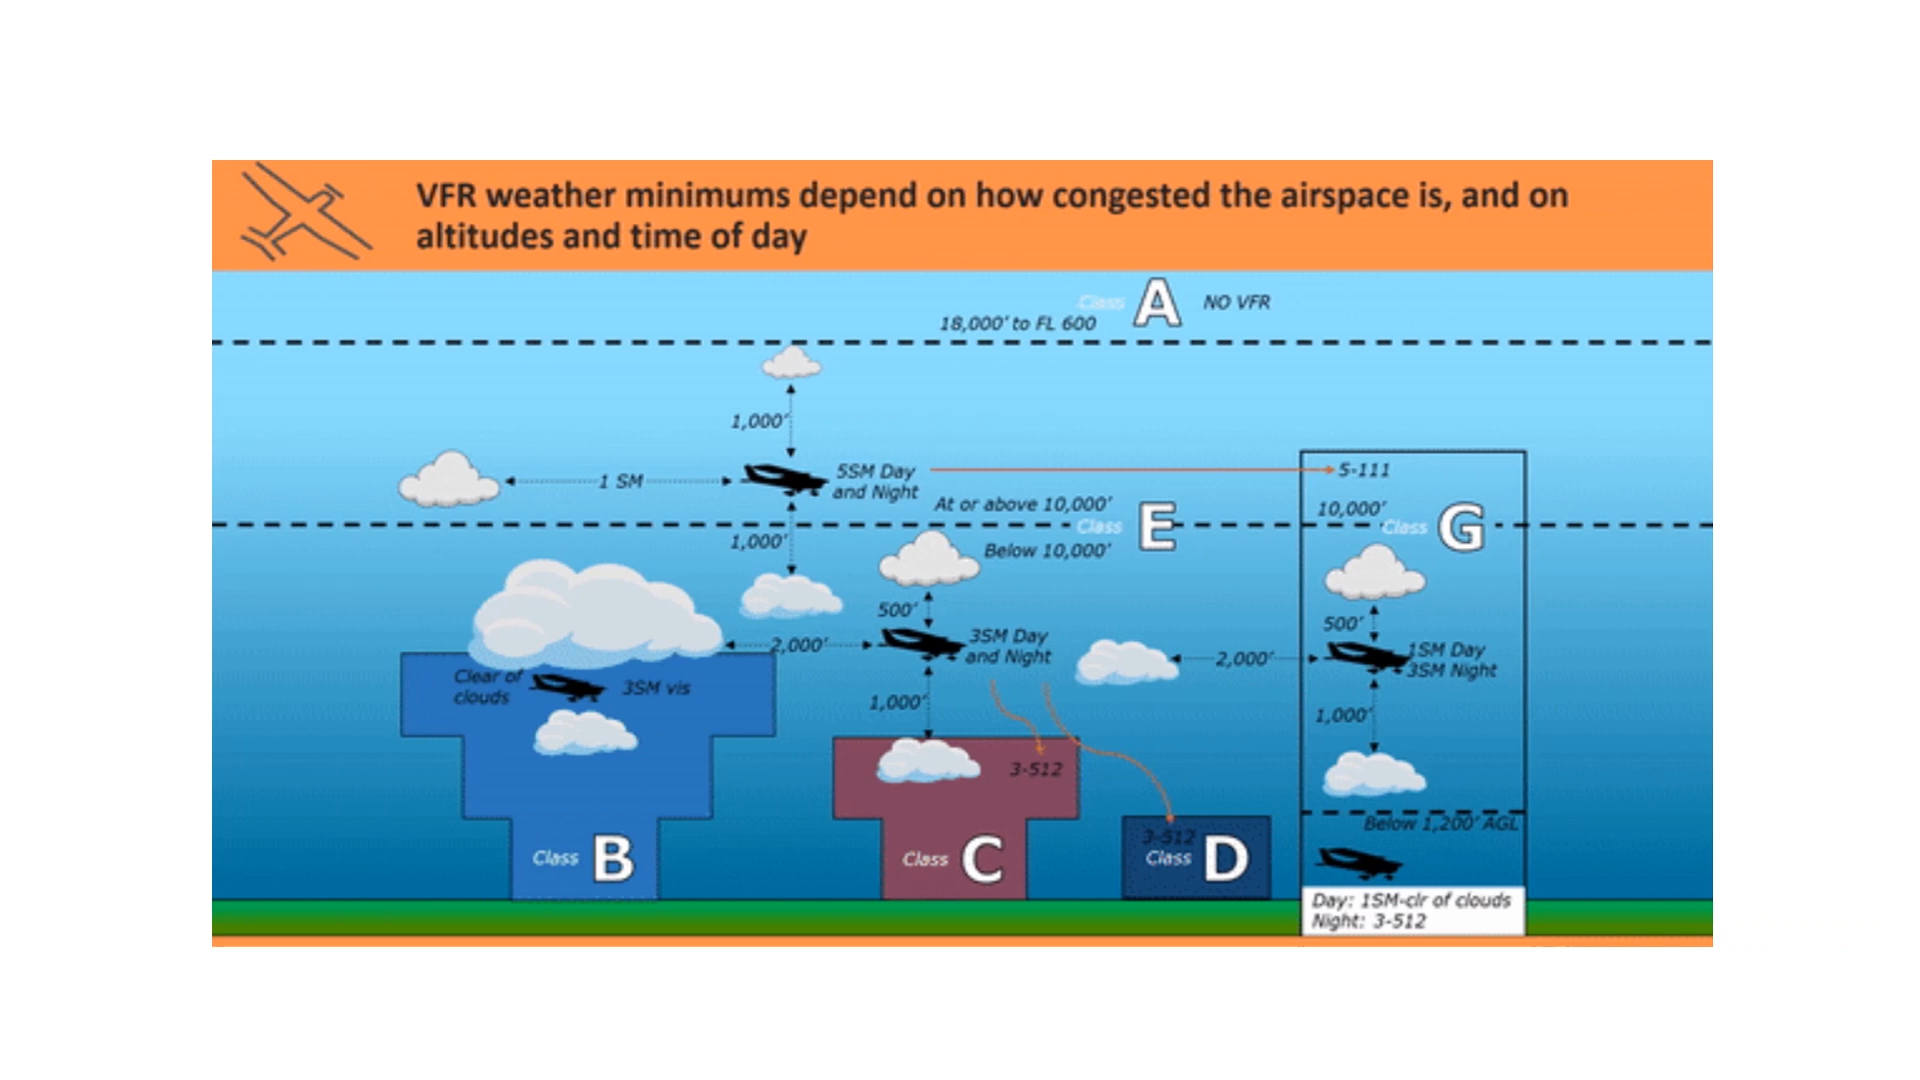 VFR weather minimums depend on how congested the airspace is, and on
altitudes and time of day
Class A NO VFR
18,000' to FL 600
1,000'
1 SM
5SM Day
and Night
5-111
At or above 10,000'
10,000'
Class E
Class G
1,000'
Below 10,000'
500'
500'
2,000'
3SM Day
and Night
2,000'
1SM Day
3SM Night
Clear of
clouds
3SM vis
1,000'
1,000'
3-512
Below 1,200' AGL
3-512
Class B
Class C
Class D
Day: 1SM-clr of clouds
Night: 3-512